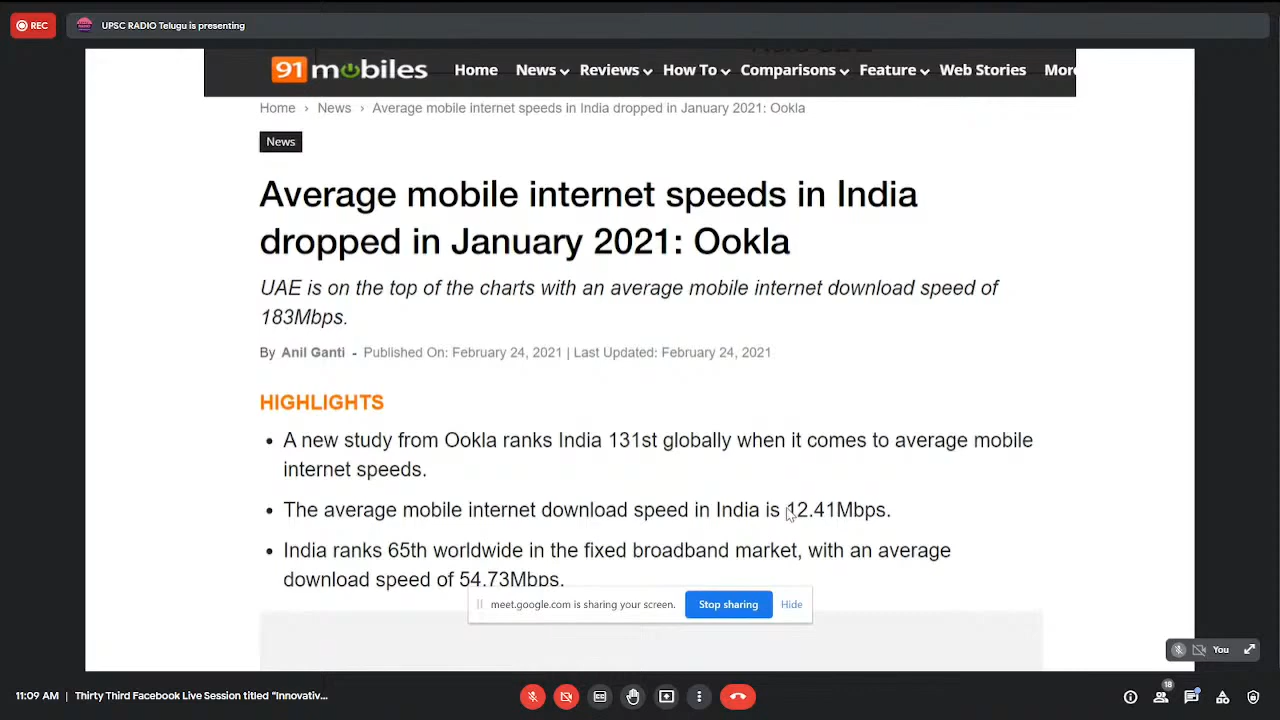 REC
UPSC RADIO Telugu is presenting
91mobiles
Home News Reviews How To Comparisons Feature Web Stories More
Home › News › Average mobile internet speeds in India dropped in January 2021: Ookla
News
Average mobile internet speeds in India
dropped in January 2021: Ookla
UAE is on the top of the charts with an average mobile internet download speed of
183Mbps.
By Anil Ganti - Published On: February 24, 2021 | Last Updated: February 24, 2021
HIGHLIGHTS
• A new study from Ookla ranks India 131st globally when it comes to average mobile
internet speeds.
• The average mobile internet download speed in India is 12.41Mbps.
• India ranks 65th worldwide in the fixed broadband market, with an average
download speed of 54.73Mbps.
meet.google.com is sharing your screen. Stop sharing Hide
You
11:09 AM | Thirty Third Facebook Live Session titled “Innovativ...
18